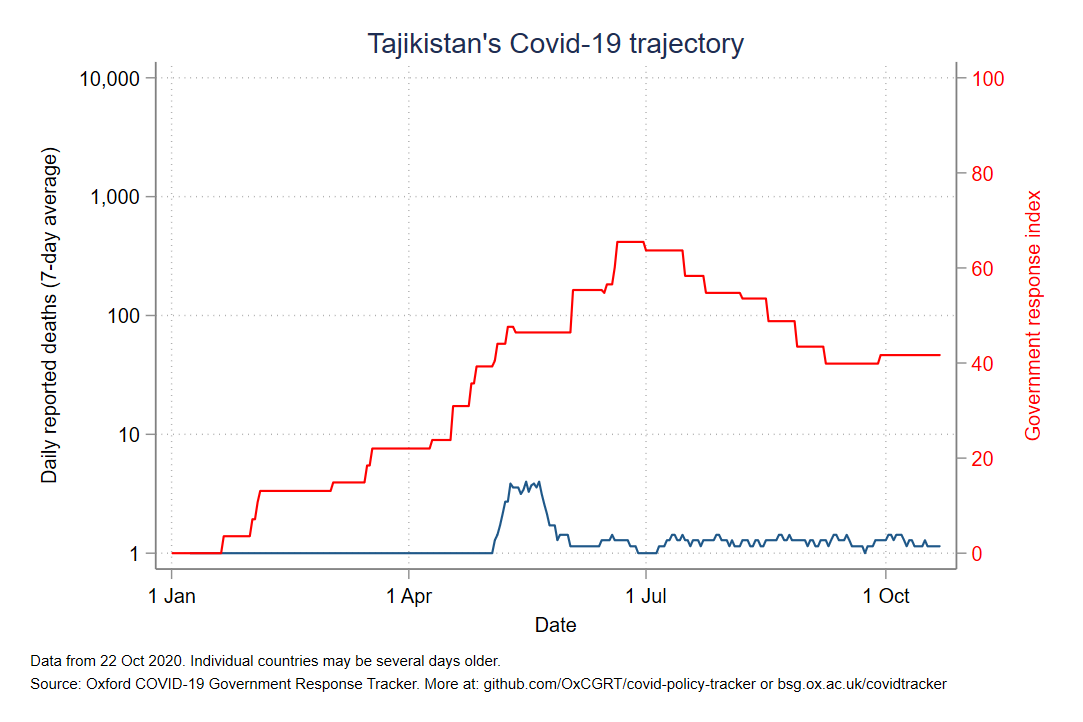 Tajikistan's Covid-19 trajectory
10,000
1,000
100
10
1
Daily reported deaths (7-day average)
100
80
60
40
20
0
Government response index
1 Jan
1 Apr
1 Jul
1 Oct
Date
Data from 22 Oct 2020. Individual countries may be several days older.
Source: Oxford COVID-19 Government Response Tracker. More at: github.com/OxCGRT/covid-policy-tracker or bsg.ox.ac.uk/covidtracker